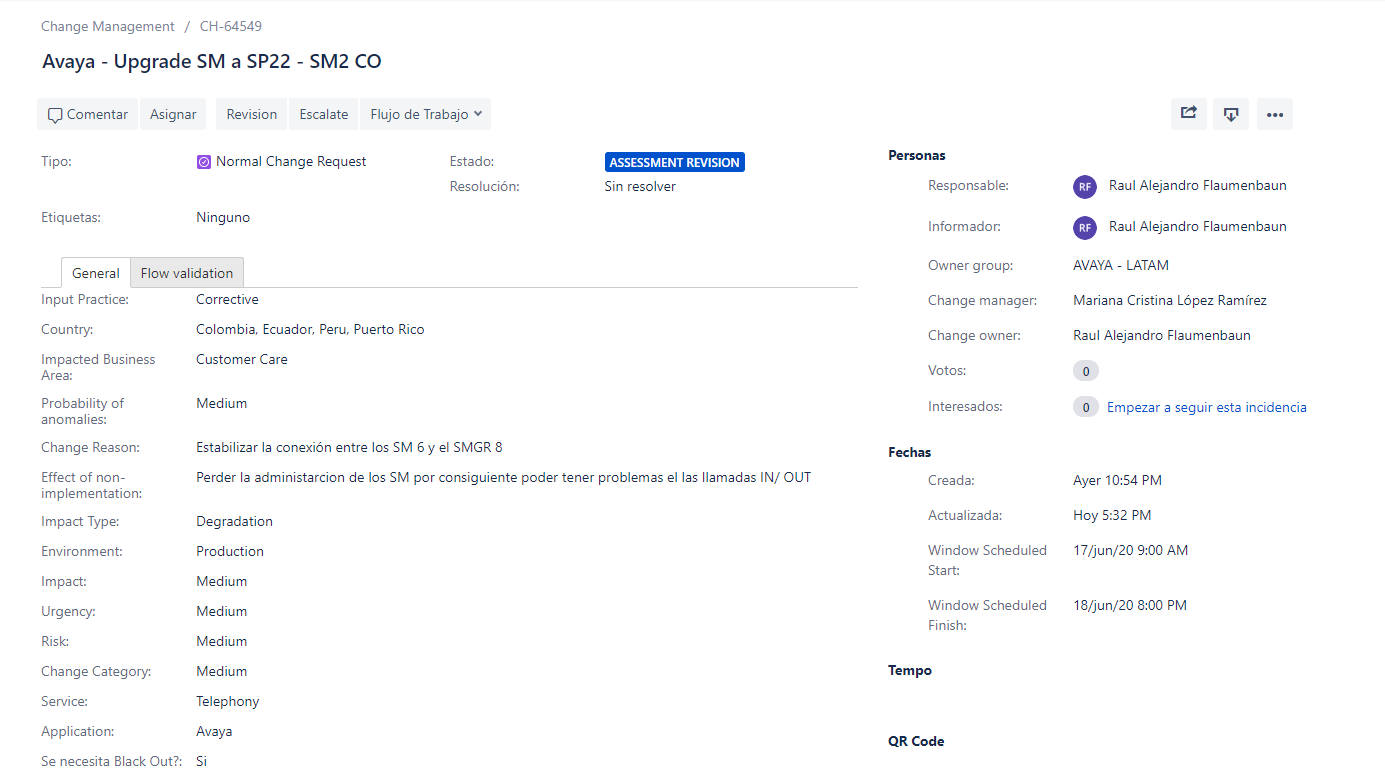 Change Management / CH-64549
Avaya - Upgrade SM a SP22 - SM2 CO
Comentar Asignar Revision Escalate Flujo de Trabajo
Tipo: Normal Change Request
Estado: ASSESSMENT REVISION
Resolución: Sin resolver
Etiquetas: Ninguno
General Flow validation
Input Practice: Corrective
Country: Colombia, Ecuador, Peru, Puerto Rico
Impacted Business Customer Care
Area:
Probability of Medium
anomalies:
Change Reason: Estabilizar la conexión entre los SM 6 y el SMGR 8
Effect of non- Perder la administarcion de los SM por consiguiente poder tener problemas el las llamadas IN/ OUT
implementation:
Impact Type: Degradation
Environment: Production
Impact: Medium
Urgency: Medium
Risk: Medium
Change Category: Medium
Service: Telephony
Application: Avaya
Se necesita Black Out?: Si
Personas
Responsable: RF Raul Alejandro Flaumenbaun
Informador: RF Raul Alejandro Flaumenbaun
Owner group: AVAYA - LATAM
Change manager: Mariana Cristina López Ramírez
Change owner: Raul Alejandro Flaumenbaun
Votos: 0
Interesados: 0 Empezar a seguir esta incidencia
Fechas
Creada: Ayer 10:54 PM
Actualizada: Hoy 5:32 PM
Window Scheduled 17/jun/20 9:00 AM
Start:
Window Scheduled 18/jun/20 8:00 PM
Finish:
Tempo
QR Code